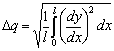 Δq = √(1/l ∫₀ˡ (dy/dx)² dx)